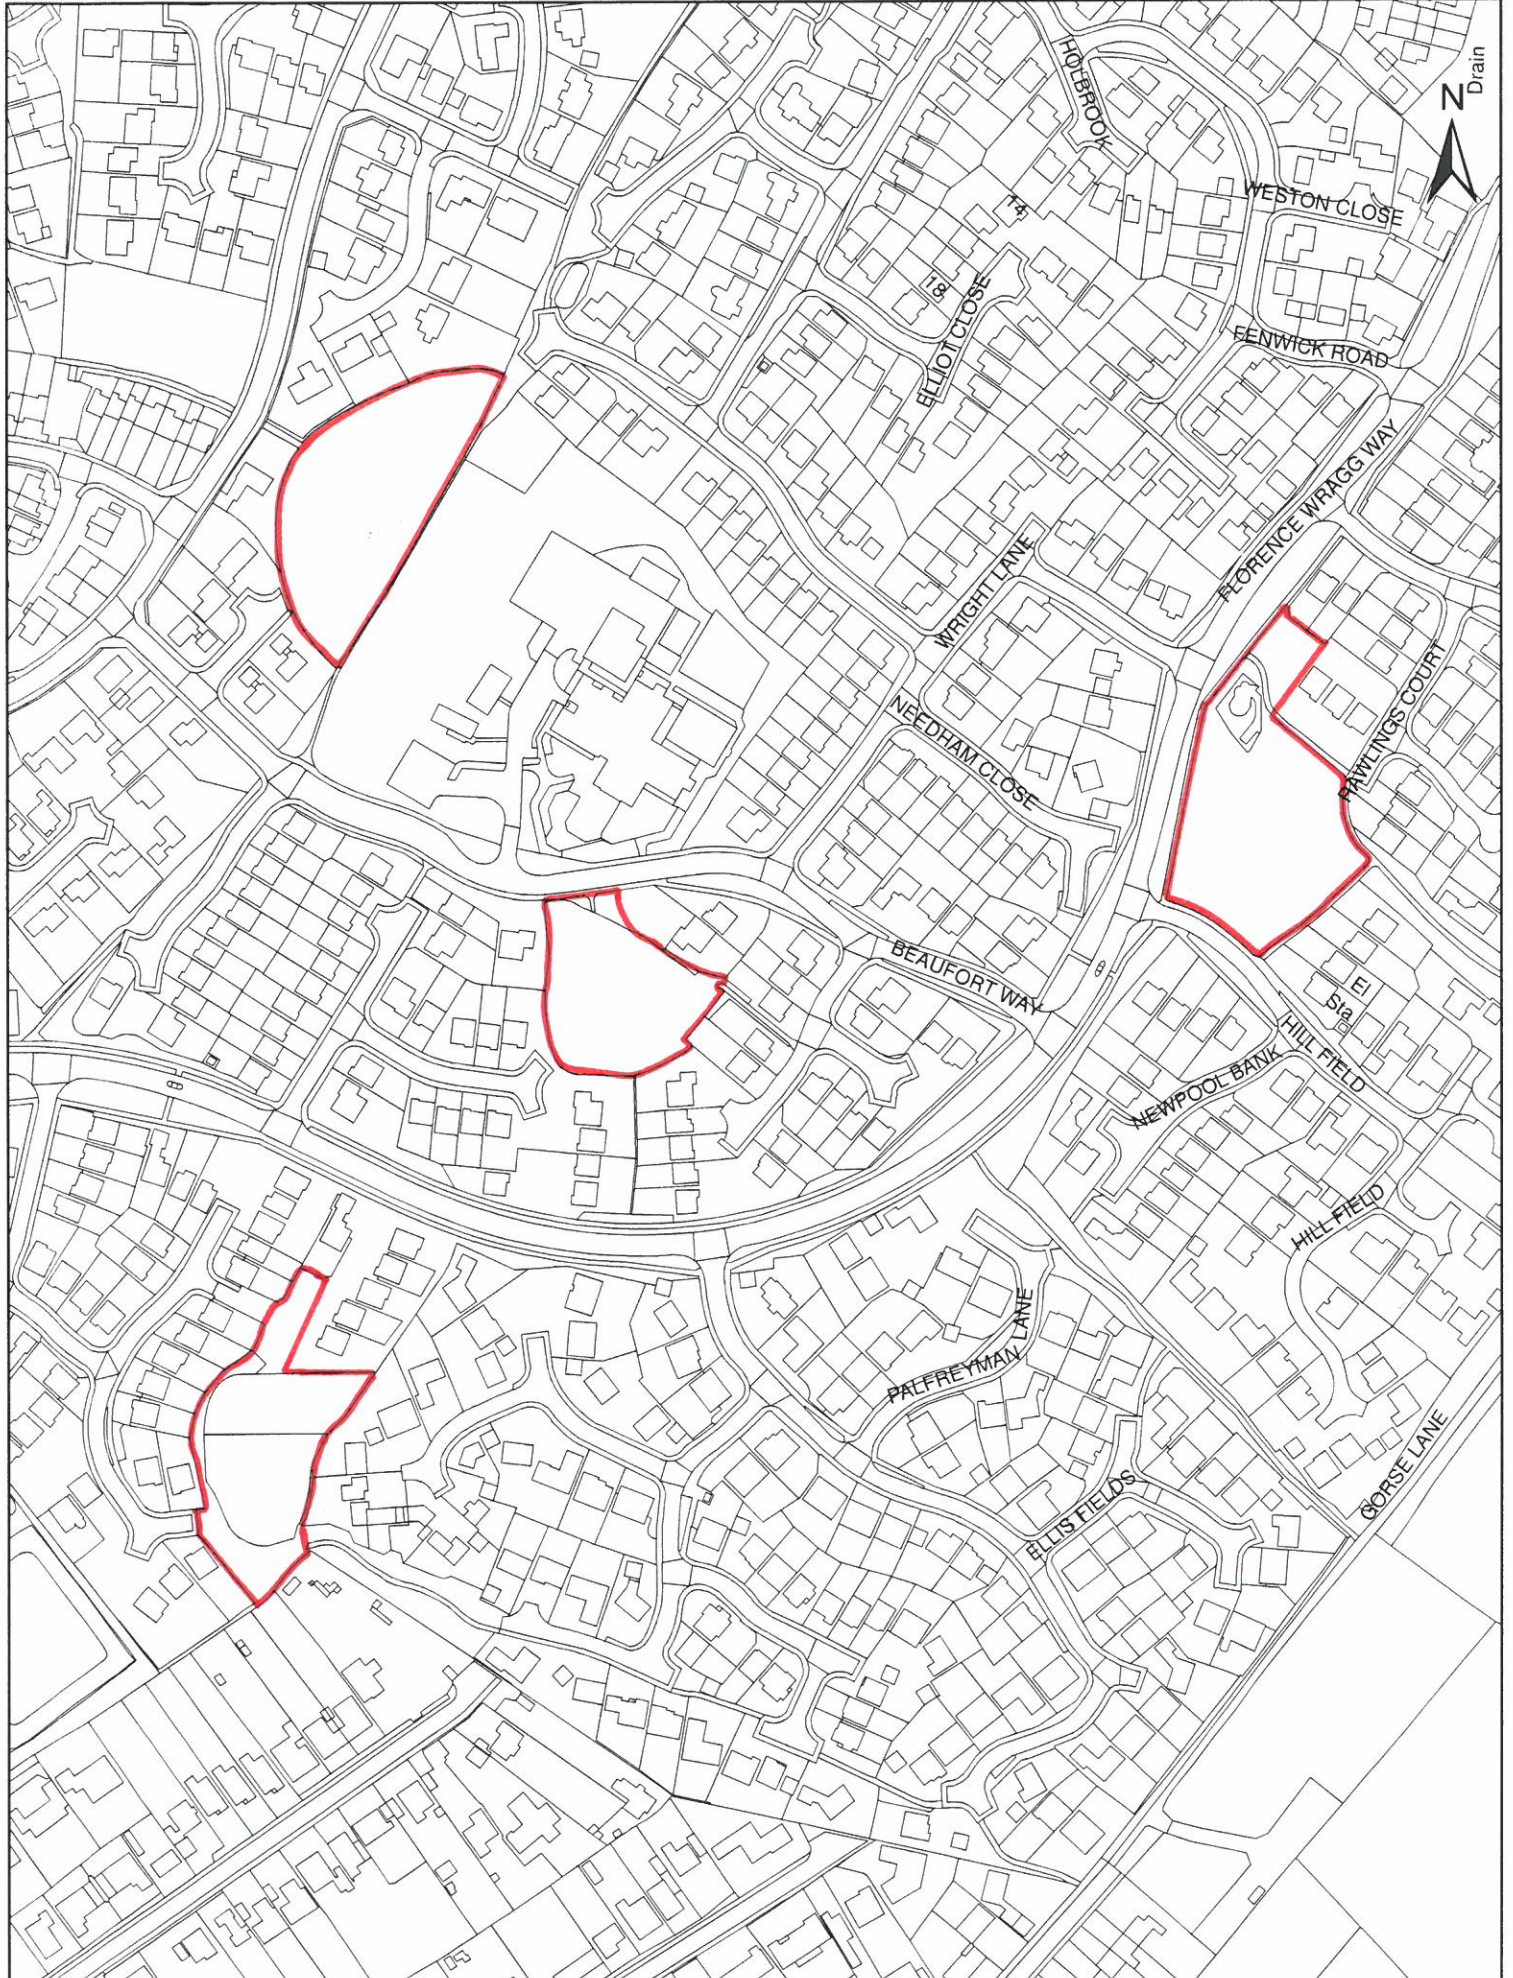 HOLBROOK
Drain
N
WESTON CLOSE
14
18
ELLIOT CLOSE
FENWICK ROAD
FLORENCE WRAGG WAY
WRIGHT LANE
NEEDHAM CLOSE
RAWLINGS COURT
BEAUFORT WAY
El
Sta
HILL FIELD
NEWPOOL BANK
HILL FIELD
PALFREYMAN LANE
GORSE LANE
ELLIS FIELDS